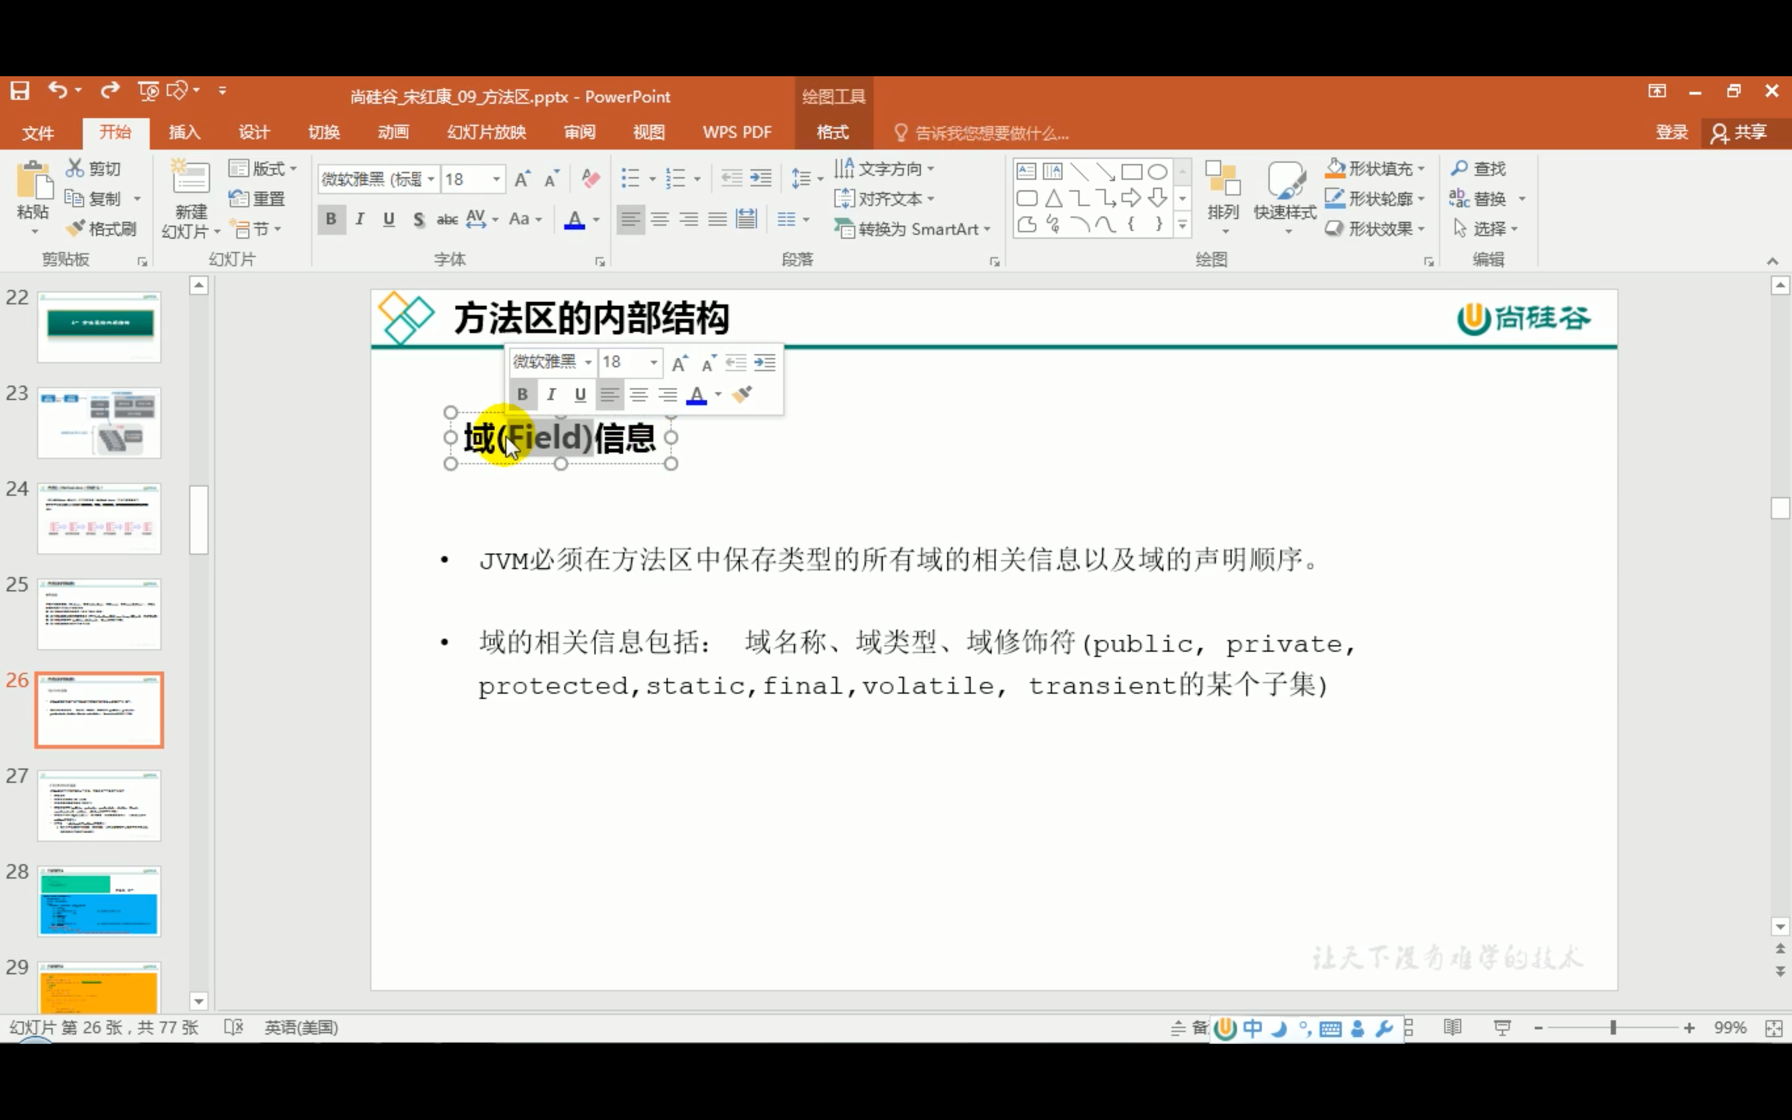 尚硅谷_宋红康_09_方法区.pptx - PowerPoint
绘图工具
文件 开始 插入 设计 切换 动画 幻灯片放映 审阅 视图 WPS PDF 格式 告诉我您想要做什么... 登录 共享
粘贴 剪切 复制 格式刷
新建 幻灯片 版式 重置 节
微软雅黑 (标题 18
B I U S abc AV Aa A
文字方向 对齐文本 转换为 SmartArt
排列 快速样式
形状填充 形状轮廓 形状效果
查找 替换 选择
剪贴板 幻灯片 字体 段落 绘图 编辑
22
23
24
25
26
27
28
29
方法区的内部结构
尚硅谷
微软雅黑 18
B I U A
域(Field)信息
• JVM必须在方法区中保存类型的所有域的相关信息以及域的声明顺序。
• 域的相关信息包括： 域名称、域类型、域修饰符(public, private,
protected,static,final,volatile, transient的某个子集)
让天下没有难学的技术
幻灯片 第 26 张，共 77 张 英语(美国) 备 中 99%